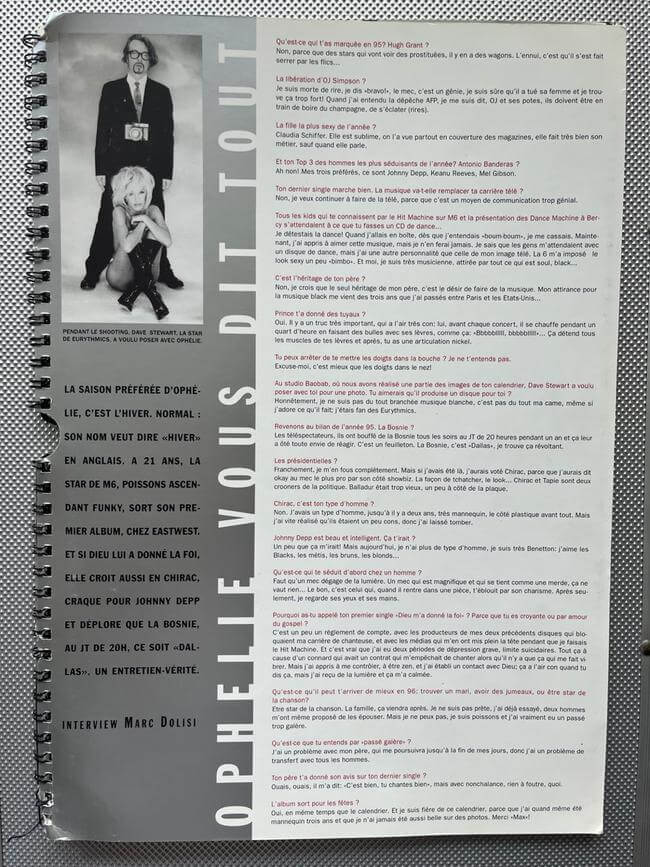 PENDANT LE SHOOTING, DAVE STEWART, LA STAR
DE EURYTHMICS, A VOULU POSER AVEC OPHÉLIE.
LA SAISON PRÉFÉRÉE D'OPHÉ-
LIE, C'EST L'HIVER. NORMAL :
SON NOM VEUT DIRE «HIVER»
EN ANGLAIS. A 21 ANS, LA
STAR DE M6, POISSONS ASCEN-
DANT FUNKY, SORT SON PRE-
MIER ALBUM, CHEZ EASTWEST.
ET SI DIEU LUI A DONNÉ LA FOI,
ELLE CROIT AUSSI EN CHIRAC,
CRAQUE POUR JOHNNY DEPP
ET DÉPLORE QUE LA BOSNIE,
AU JT DE 20H, CE SOIT «DAL-
LAS». UN ENTRETIEN-VÉRITÉ.
INTERVIEW MARC DOLISI
OPHELIE VOUS DIT TOUT
Qu'est-ce qui t'as marquée en 95? Hugh Grant ?
Non, parce que des stars qui vont voir des prostituées, il y en a des wagons. L'ennui, c'est qu'il s'est fait
serrer par les flics...
La libération d'OJ Simpson ?
Je suis morte de rire, je dis «bravo!», le mec, c'est un génie, je suis sûre qu'il a tué sa femme et je trou-
ve ça trop fort! Quand j'ai entendu la dépêche AFP, je me suis dit, OJ et ses potes, ils doivent être en
train de boire du champagne, de s'éclater (rires).
La fille la plus sexy de l'année ?
Claudia Schiffer. Elle est sublime, on l'a vue partout en couverture des magazines, elle fait très bien son
métier, sauf quand elle parle.
Et ton Top 3 des hommes les plus séduisants de l'année? Antonio Banderas ?
Ah non! Mes trois préférés, ce sont Johnny Depp, Keanu Reeves, Mel Gibson.
Ton dernier single marche bien. La musique va-t-elle remplacer ta carrière télé ?
Non, je veux continuer à faire de la télé, parce que c'est un moyen de communication trop génial.
Tous les kids qui te connaissent par le Hit Machine sur M6 et la présentation des Dance Machine à Ber-
cy s'attendaient à ce que tu fasses un CD de dance...
Je détestais la dance! Quand j'allais en boîte, dès que j'entendais «boum-boum», je me cassais. Mainte-
nant, j'ai appris à aimer cette musique, mais je n'en ferai jamais. Je sais que les gens m'attendaient avec
un disque de dance, mais j'ai une autre personnalité que celle de mon image télé. La 6 m'a imposé le
look sexy un peu «bimbo». Et moi, je suis très musicienne, attirée par tout ce qui est soul, black...
C'est l'héritage de ton père ?
Non, je crois que le seul héritage de mon père, c'est le désir de faire de la musique. Mon attirance pour
la musique black me vient des trois ans que j'ai passés entre Paris et les Etats-Unis...
Prince t'a donné des tuyaux ?
Oui. Il y a un truc très important, qui a l'air très con: lui, avant chaque concert, il se chauffe pendant un
quart d'heure en faisant des bulles avec ses lèvres, comme ça: «Bbbbblllll, bbbbblllll»... Ça détend tous
les muscles de tes lèvres et après, tu as une articulation nickel.
Tu peux arrêter de te mettre les doigts dans la bouche ? Je ne t'entends pas.
Excuse-moi, c'est mieux que les doigts dans le nez!
Au studio Baobab, où nous avons réalisé une partie des images de ton calendrier, Dave Stewart a voulu
poser avec toi pour une photo. Tu aimerais qu'il produise un disque pour toi ?
Honnêtement, je ne suis pas du tout branchée musique blanche, c'est pas du tout ma came, même si
j'adore ce qu'il fait; j'étais fan des Eurythmics.
Revenons au bilan de l'année 95. La Bosnie ?
Les téléspectateurs, ils ont bouffé de la Bosnie tous les soirs au JT de 20 heures pendant un an et ça leur
a été toute envie de réagir. C'est un feuilleton. La Bosnie, c'est «Dallas», je trouve ça révoltant.
Les présidentielles ?
Franchement, je m'en fous complètement. Mais si j'avais été là, j'aurais voté Chirac, parce que j'aurais dit
okay au mec le plus pro par son côté showbiz. La façon de tchatcher, le look... Chirac et Tapie sont deux
crooners de la politique. Balladur était trop vieux, un peu à côté de la plaque.
Chirac, c'est ton type d'homme ?
Non. J'avais un type d'homme, jusqu'à il y a deux ans, très mannequin, le côté plastique avant tout. Mais
j'ai vite réalisé qu'ils étaient un peu cons, donc j'ai laissé tomber.
Johnny Depp est beau et intelligent. Ça t'irait ?
Un peu que ça m'irait! Mais aujourd'hui, je n'ai plus de type d'homme, je suis très Benetton: j'aime les
Blacks, les métis, les bruns, les blonds...
Qu'est-ce qui te séduit d'abord chez un homme ?
Faut qu'un mec dégage de la lumière. Un mec qui est magnifique et qui se tient comme une merde, ça ne
vaut rien... Le bon, c'est celui qui, quand il rentre dans une pièce, t'éblouit par son charisme. Après seu-
lement, je regarde ses yeux et ses mains.
Pourquoi as-tu appelé ton premier single «Dieu m'a donné la foi» ? Parce que tu es croyante ou par amour
du gospel ?
C'est un peu un règlement de compte, avec les producteurs de mes deux précédents disques qui blo-
quaient ma carrière de chanteuse, et avec les médias qui m'en ont mis plein la tête pendant que je faisais
le Hit Machine. Et c'est vrai que j'ai eu deux périodes de dépression grave, limite suicidaires. Tout ça à
cause d'un connard qui avait un contrat qui m'empêchait de chanter alors qu'il n'y a que ça qui me fait vi-
brer. Mais j'ai appris à me contrôler, à être zen, et j'ai établi un contact avec Dieu; ça a l'air con quand tu
dis ça, mais j'ai reçu de la lumière et ça m'a calmée.
Qu'est-ce qu'il peut t'arriver de mieux en 96: trouver un mari, avoir des jumeaux, ou être star de
la chanson?
Etre star de la chanson. La famille, ça viendra après. Je ne suis pas prête, j'ai déjà essayé, deux hommes
m'ont même proposé de les épouser. Mais je ne peux pas, je suis poissons et j'ai vraiment eu un passé
trop galère.
Qu'est-ce que tu entends par «passé galère» ?
J'ai un problème avec mon père, qui me poursuivra jusqu'à la fin de mes jours, donc j'ai un problème de
transfert avec tous les hommes.
Ton père t'a donné son avis sur ton dernier single ?
Ouais, ouais, il m'a dit: «C'est bien, tu chantes bien», mais avec nonchalance, rien à foutre, quoi.
L'album sort pour les fêtes ?
Oui, en même temps que le calendrier. Et je suis fière de ce calendrier, parce que j'ai quand même été
mannequin trois ans et que je n'ai jamais été aussi belle sur des photos. Merci «Max»!